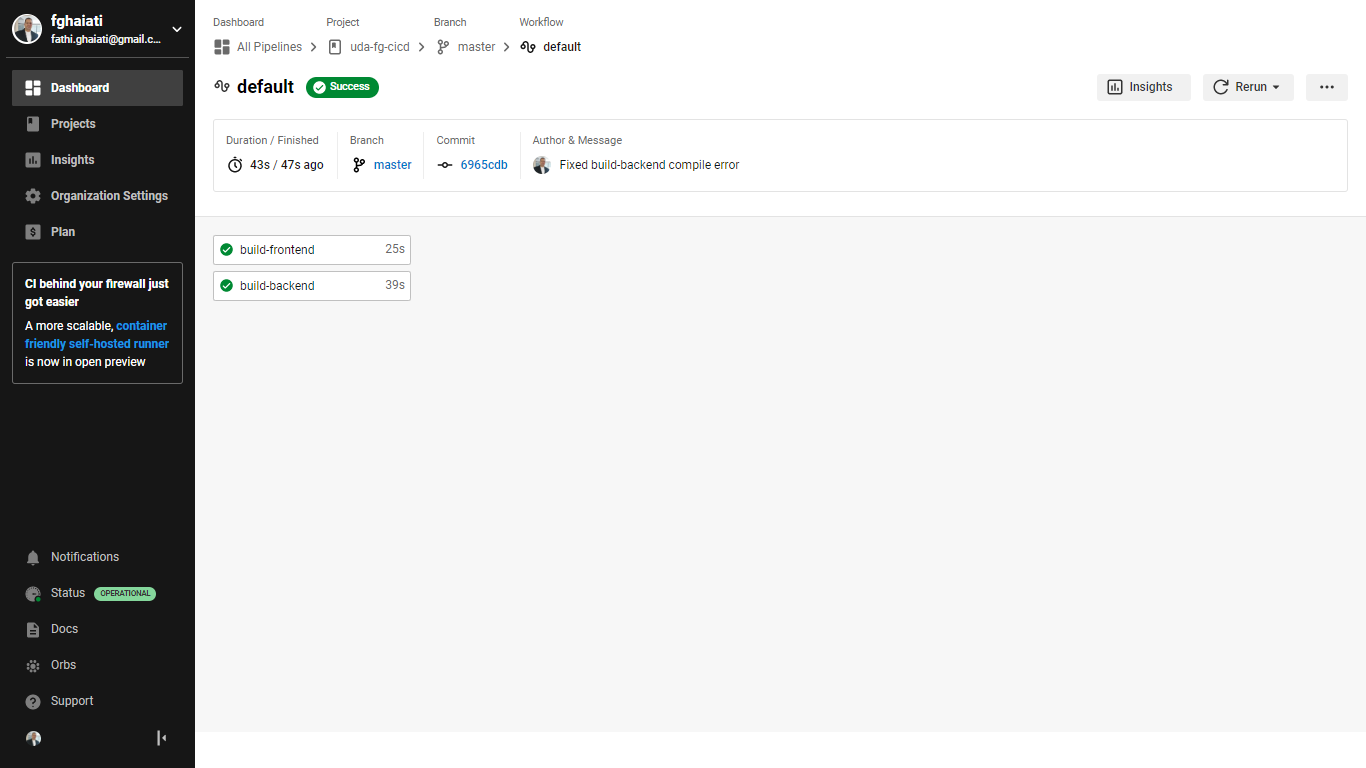 fghaiati
fathi.ghaiati@gmail.c...
Dashboard
Projects
Insights
Organization Settings
Plan
CI behind your firewall just
got easier
A more scalable, container
friendly self-hosted runner
is now in open preview
Notifications
Status OPERATIONAL
Docs
Orbs
Support
Dashboard Project Branch Workflow
All Pipelines uda-fg-cicd master default
default Success Insights Rerun
Duration / Finished Branch Commit Author & Message
43s / 47s ago master 6965cdb Fixed build-backend compile error
build-frontend 25s
build-backend 39s